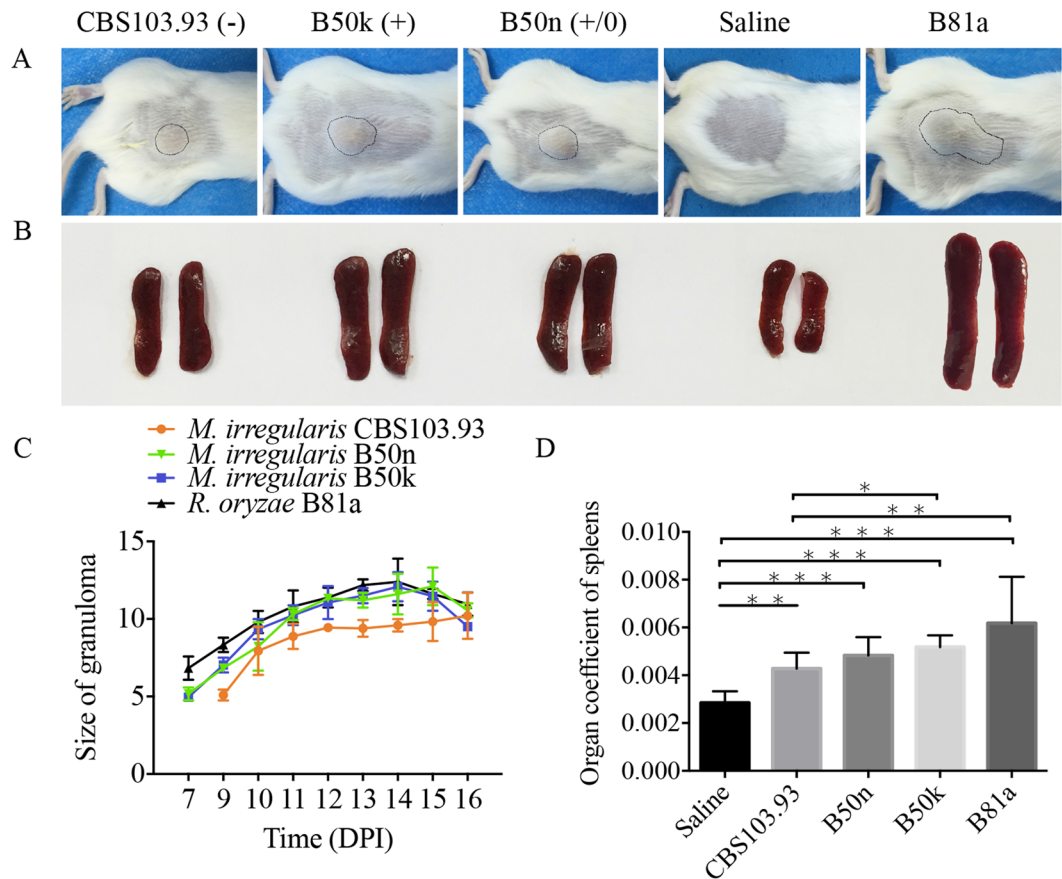 CBS103.93 (-) B50k (+) B50n (+/0) Saline B81a
A
B
C
M. irregularis CBS103.93
M. irregularis B50n
M. irregularis B50k
R. oryzae B81a
Size of granuloma
15
10
5
0
7 9 10 11 12 13 14 15 16
Time (DPI)
D
*
* *
* * *
* * *
* * *
* *
Organ coefficient of spleens
0.010
0.008
0.006
0.004
0.002
0.000
Saline CBS103.93 B50n B50k B81a